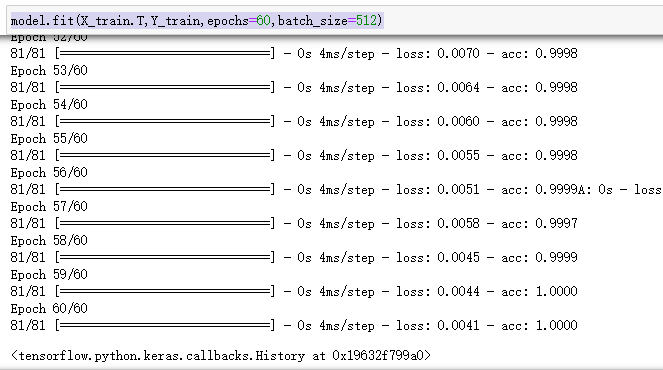 model.fit(X_train.T,Y_train,epochs=60,batch_size=512)
Epoch 52/60
81/81 [==============================] - 0s 4ms/step - loss: 0.0070 - acc: 0.9998
Epoch 53/60
81/81 [==============================] - 0s 4ms/step - loss: 0.0064 - acc: 0.9998
Epoch 54/60
81/81 [==============================] - 0s 4ms/step - loss: 0.0060 - acc: 0.9998
Epoch 55/60
81/81 [==============================] - 0s 4ms/step - loss: 0.0055 - acc: 0.9998
Epoch 56/60
81/81 [==============================] - 0s 4ms/step - loss: 0.0051 - acc: 0.9999A: 0s - loss
Epoch 57/60
81/81 [==============================] - 0s 4ms/step - loss: 0.0058 - acc: 0.9997
Epoch 58/60
81/81 [==============================] - 0s 4ms/step - loss: 0.0045 - acc: 0.9999
Epoch 59/60
81/81 [==============================] - 0s 4ms/step - loss: 0.0044 - acc: 1.0000
Epoch 60/60
81/81 [==============================] - 0s 4ms/step - loss: 0.0041 - acc: 1.0000
<tensorflow.python.keras.callbacks.History at 0x19632f799a0>